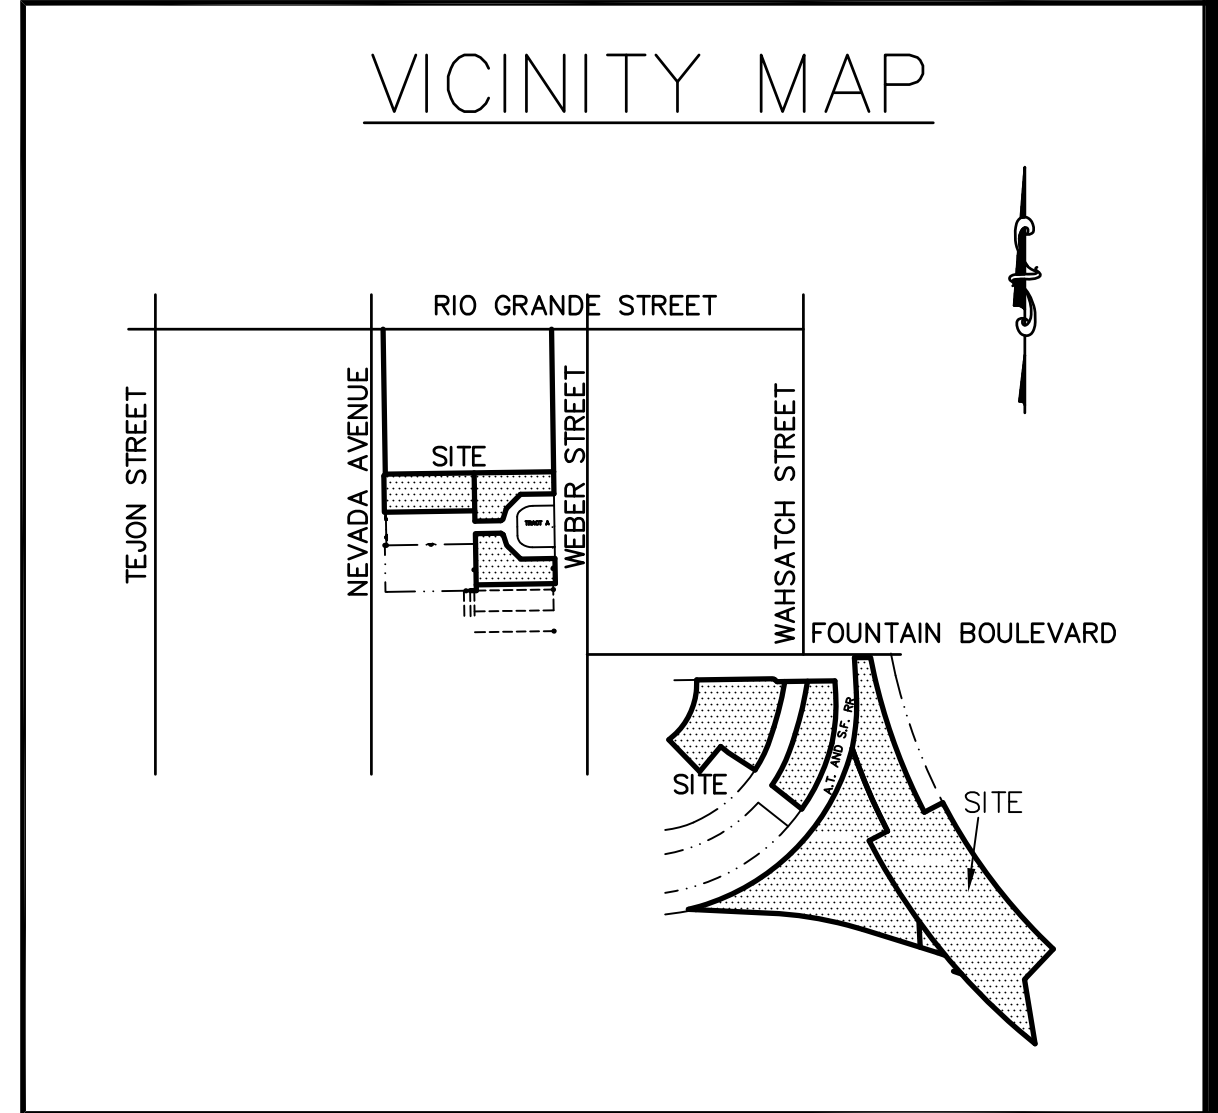 VICINITY MAP
RIO GRANDE STREET
TEJON STREET
NEVADA AVENUE
SITE
WEBER STREET
WAHSATCH STREET
TRACT A
FOUNTAIN BOULEVARD
A.T. AND S.F. RR
SITE
SITE